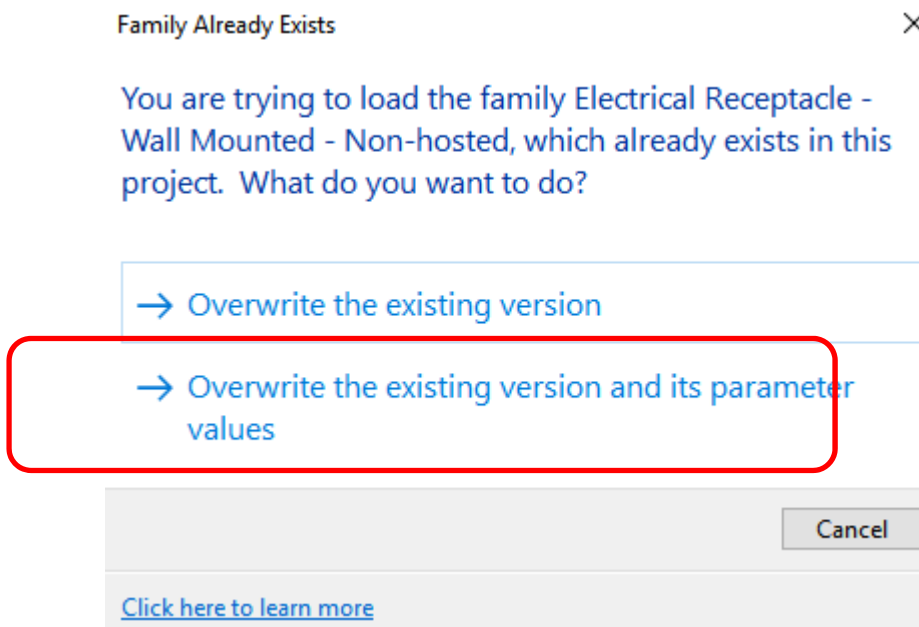 Family Already Exists
You are trying to load the family Electrical Receptacle -
Wall Mounted - Non-hosted, which already exists in this
project. What do you want to do?
Overwrite the existing version
Overwrite the existing version and its parameter
values
Cancel
Click here to learn more